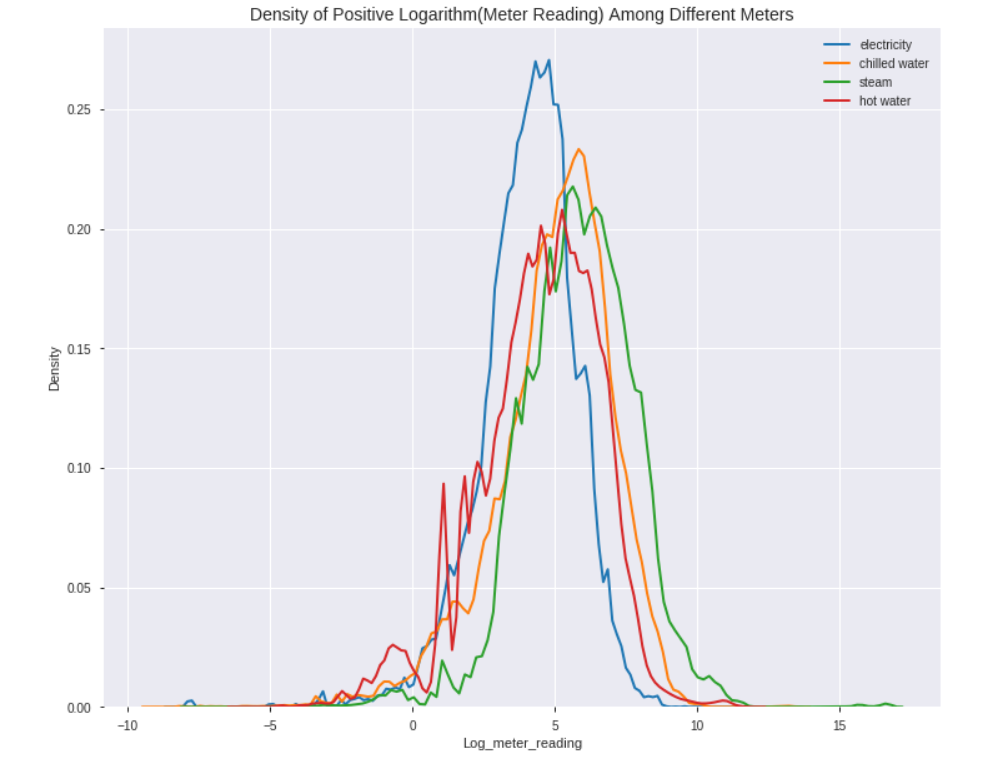 Density of Positive Logarithm(Meter Reading) Among Different Meters
electricity
chilled water
steam
hot water
0.25
0.20
0.15
0.10
0.05
0.00
Density
−10 −5 0 5 10 15
Log_meter_reading